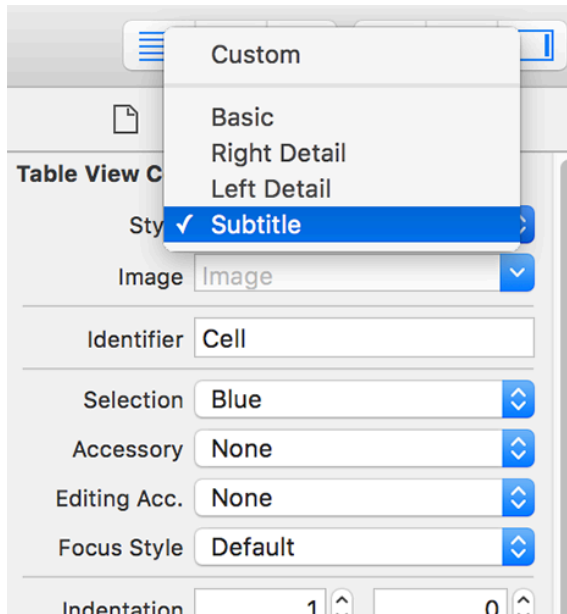 Custom
Basic
Right Detail
Table View C
Left Detail
Sty ✓ Subtitle
Image Image
Identifier Cell
Selection Blue
Accessory None
Editing Acc. None
Focus Style Default
Indentation 1 0